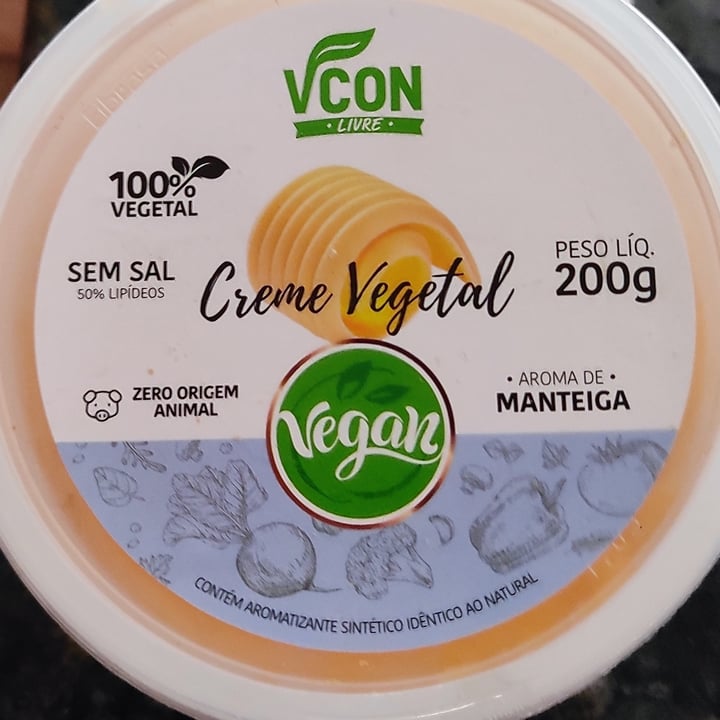 VCON
• LIVRE •
100%
VEGETAL
SEM SAL
50% LIPÍDEOS
Creme Vegetal
PESO LÍQ.
200g
ZERO ORIGEM
ANIMAL
Vegan
• AROMA DE •
MANTEIGA
CONTÉM AROMATIZANTE SINTÉTICO IDÊNTICO AO NATURAL